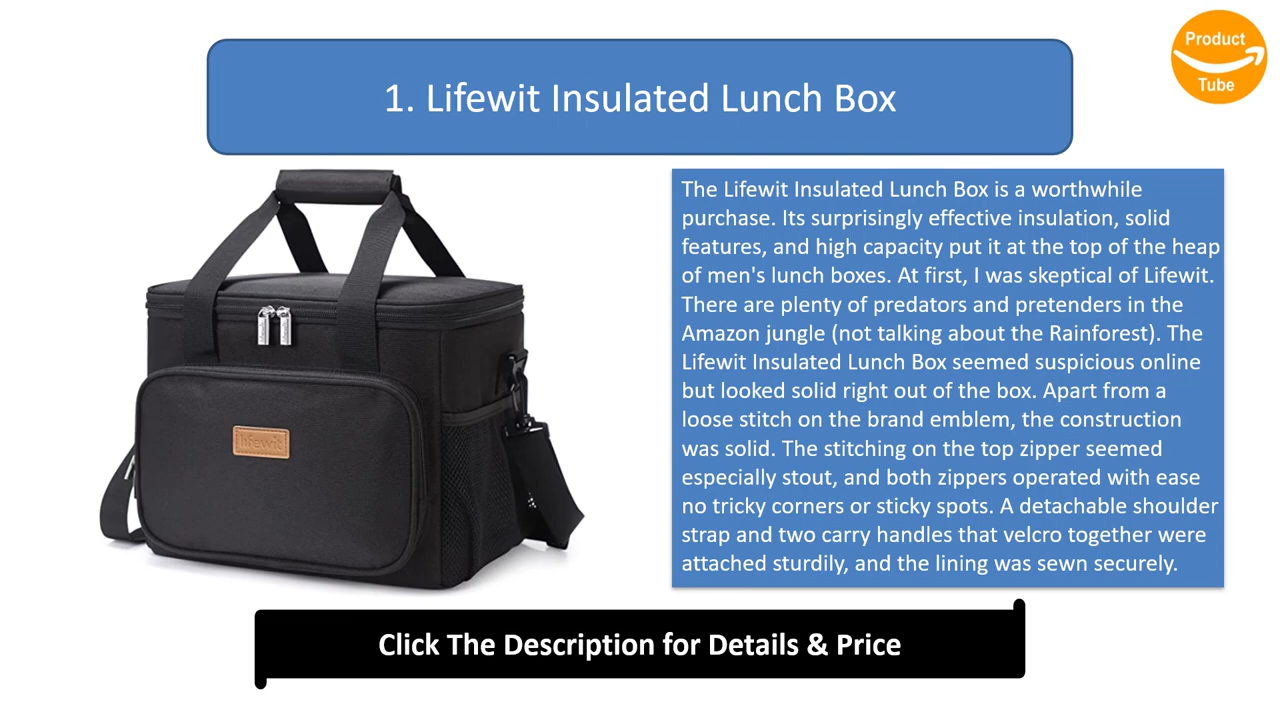 Product
Tube
1. Lifewit Insulated Lunch Box
The Lifewit Insulated Lunch Box is a worthwhile
purchase. Its surprisingly effective insulation, solid
features, and high capacity put it at the top of the heap
of men's lunch boxes. At first, I was skeptical of Lifewit.
There are plenty of predators and pretenders in the
Amazon jungle (not talking about the Rainforest). The
Lifewit Insulated Lunch Box seemed suspicious online
but looked solid right out of the box. Apart from a
loose stitch on the brand emblem, the construction
was solid. The stitching on the top zipper seemed
especially stout, and both zippers operated with ease
no tricky corners or sticky spots. A detachable shoulder
strap and two carry handles that velcro together were
attached sturdily, and the lining was sewn securely.
lifewit
Click The Description for Details & Price